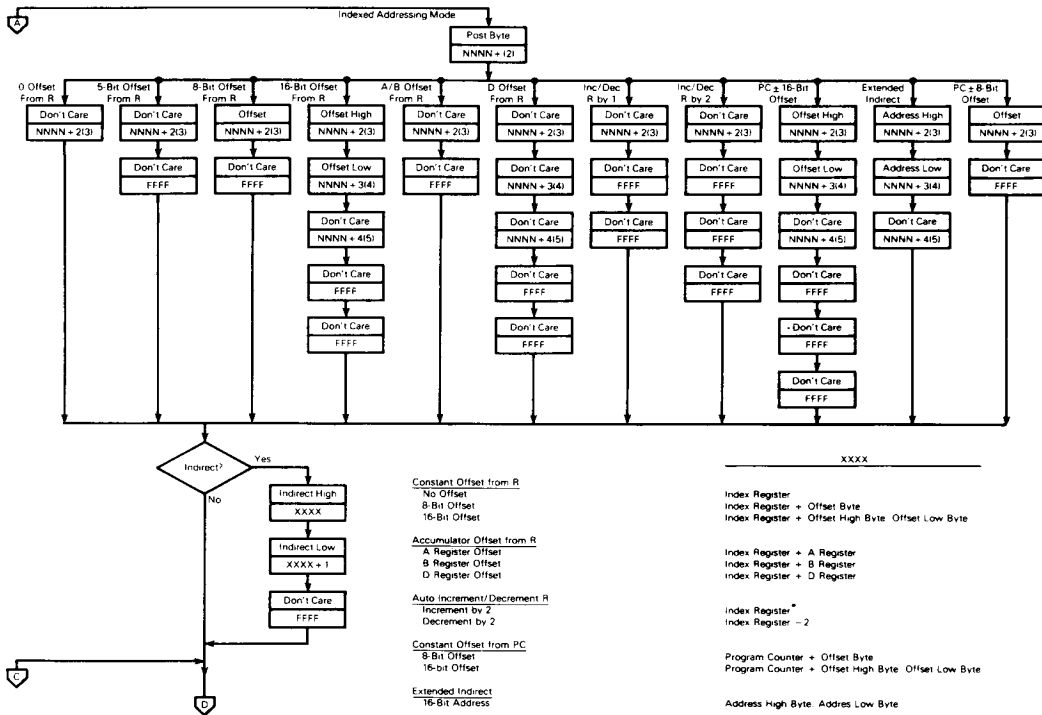 A
Indexed Addressing Mode
Post Byte
NNNN + (2)
0 Offset
From R
Don't Care
NNNN + 2(3)
5-Bit Offset
From R
Don't Care
NNNN + 2(3)
Don't Care
FFFF
8-Bit Offset
From R
Offset
NNNN + 2(3)
Don't Care
FFFF
16-Bit Offset
From R
Offset High
NNNN + 2(3)
Offset Low
NNNN + 3(4)
Don't Care
NNNN + 4(5)
Don't Care
FFFF
Don't Care
FFFF
A/B Offset
From R
Don't Care
NNNN + 2(3)
Don't Care
FFFF
D Offset
From R
Don't Care
NNNN + 2(3)
Don't Care
NNNN + 3(4)
Don't Care
NNNN + 4(5)
Don't Care
FFFF
Don't Care
FFFF
Inc/Dec
R by 1
Don't Care
NNNN + 2(3)
Don't Care
FFFF
Don't Care
FFFF
Inc/Dec
R by 2
Don't Care
NNNN + 2(3)
Don't Care
FFFF
Don't Care
FFFF
Don't Care
FFFF
PC ± 16-Bit
Offset
Offset High
NNNN + 2(3)
Offset Low
NNNN + 3(4)
Don't Care
NNNN + 4(5)
Don't Care
FFFF
- Don't Care
FFFF
Don't Care
FFFF
Extended
Indirect
Address High
NNNN + 2(3)
Address Low
NNNN + 3(4)
Don't Care
NNNN + 4(5)
PC ± 8-Bit
Offset
Offset
NNNN + 2(3)
Don't Care
FFFF
Indirect?
Yes
No
Indirect High
XXXX
Indirect Low
XXXX + 1
Don't Care
FFFF
C
D
XXXX
Constant Offset from R
No Offset Index Register
8-Bit Offset Index Register + Offset Byte
16-Bit Offset Index Register + Offset High Byte Offset Low Byte
Accumulator Offset from R
A Register Offset Index Register + A Register
B Register Offset Index Register + B Register
D Register Offset Index Register + D Register
Auto Increment/Decrement R
Increment by 2 Index Register*
Decrement by 2 Index Register - 2
Constant Offset from PC
8-Bit Offset Program Counter + Offset Byte
16-bit Offset Program Counter + Offset High Byte Offset Low Byte
Extended Indirect
16-Bit Address Address High Byte. Addres Low Byte